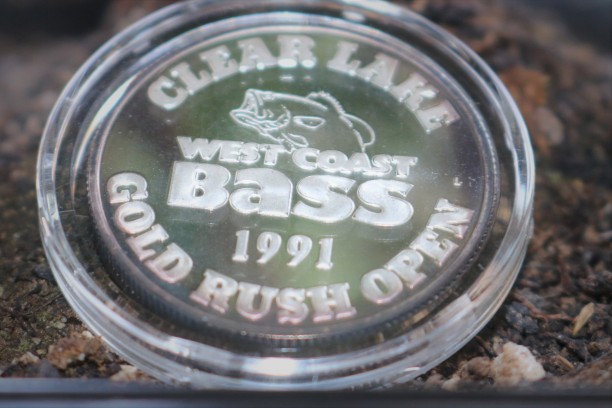 CLEAR LAKE
WEST COAST
BASS
1991
GOLD RUSH OPEN